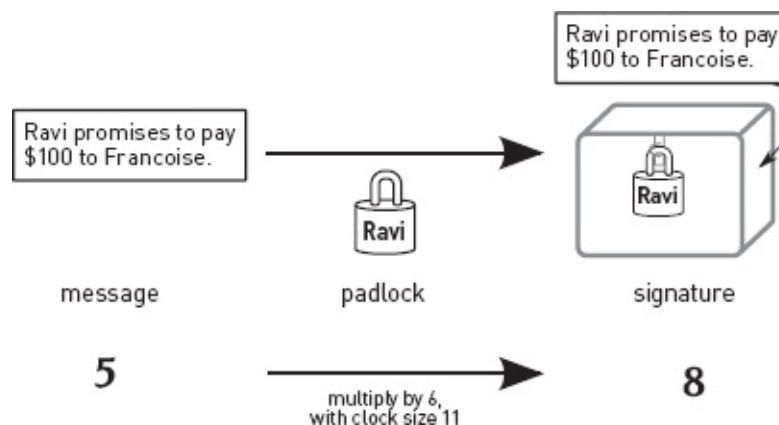 Ravi promises to pay
$100 to Francoise.
Ravi promises to pay
$100 to Francoise.
Ravi
Ravi
message
padlock
signature
5
multiply by 6,
with clock size 11
8